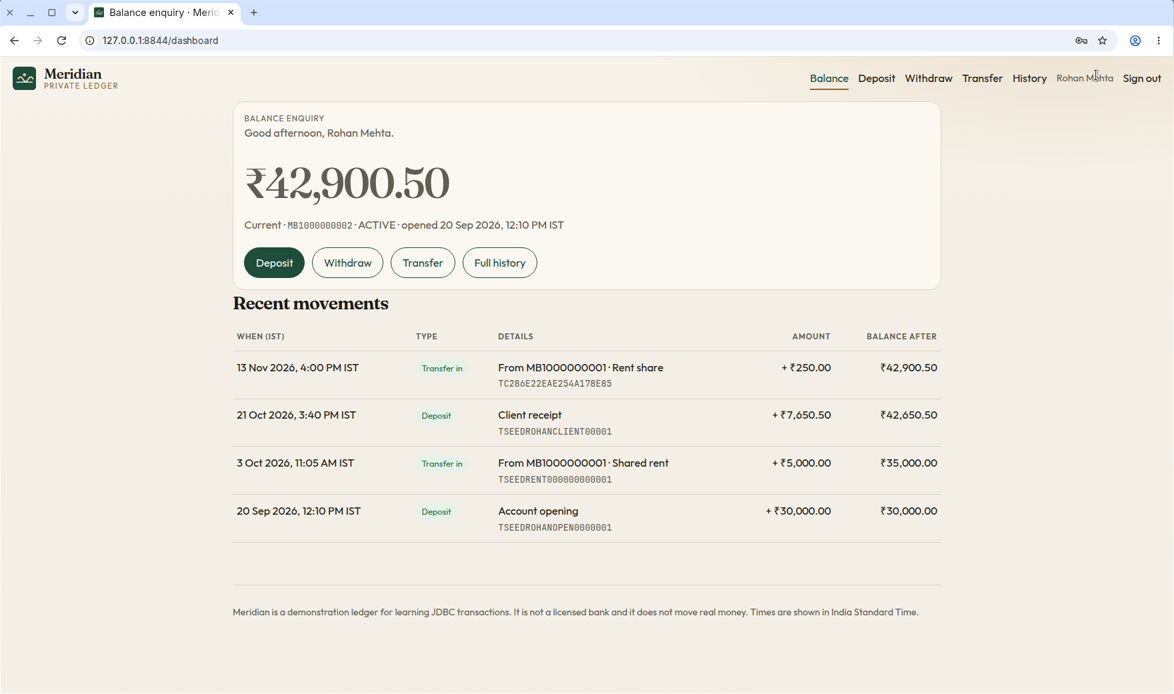 Balance enquiry · Merid
127.0.0.1:8844/dashboard
Meridian
PRIVATE LEDGER
Balance Deposit Withdraw Transfer History Rohan Mehta Sign out
BALANCE ENQUIRY
Good afternoon, Rohan Mehta.
₹42,900.50
Current · MB1000000002 · ACTIVE · opened 20 Sep 2026, 12:10 PM IST
Deposit Withdraw Transfer Full history
Recent movements
WHEN (IST) TYPE DETAILS AMOUNT BALANCE AFTER
13 Nov 2026, 4:00 PM IST Transfer in From MB1000000001 · Rent share + ₹250.00 ₹42,900.50
TC286E22EAE254A178E85
21 Oct 2026, 3:40 PM IST Deposit Client receipt + ₹7,650.50 ₹42,650.50
TSEEDROHANCLIENT00001
3 Oct 2026, 11:05 AM IST Transfer in From MB1000000001 · Shared rent + ₹5,000.00 ₹35,000.00
TSEEDRENT000000000001
20 Sep 2026, 12:10 PM IST Deposit Account opening + ₹30,000.00 ₹30,000.00
TSEEDROHANOPEN0000001
Meridian is a demonstration ledger for learning JDBC transactions. It is not a licensed bank and it does not move real money. Times are shown in India Standard Time.